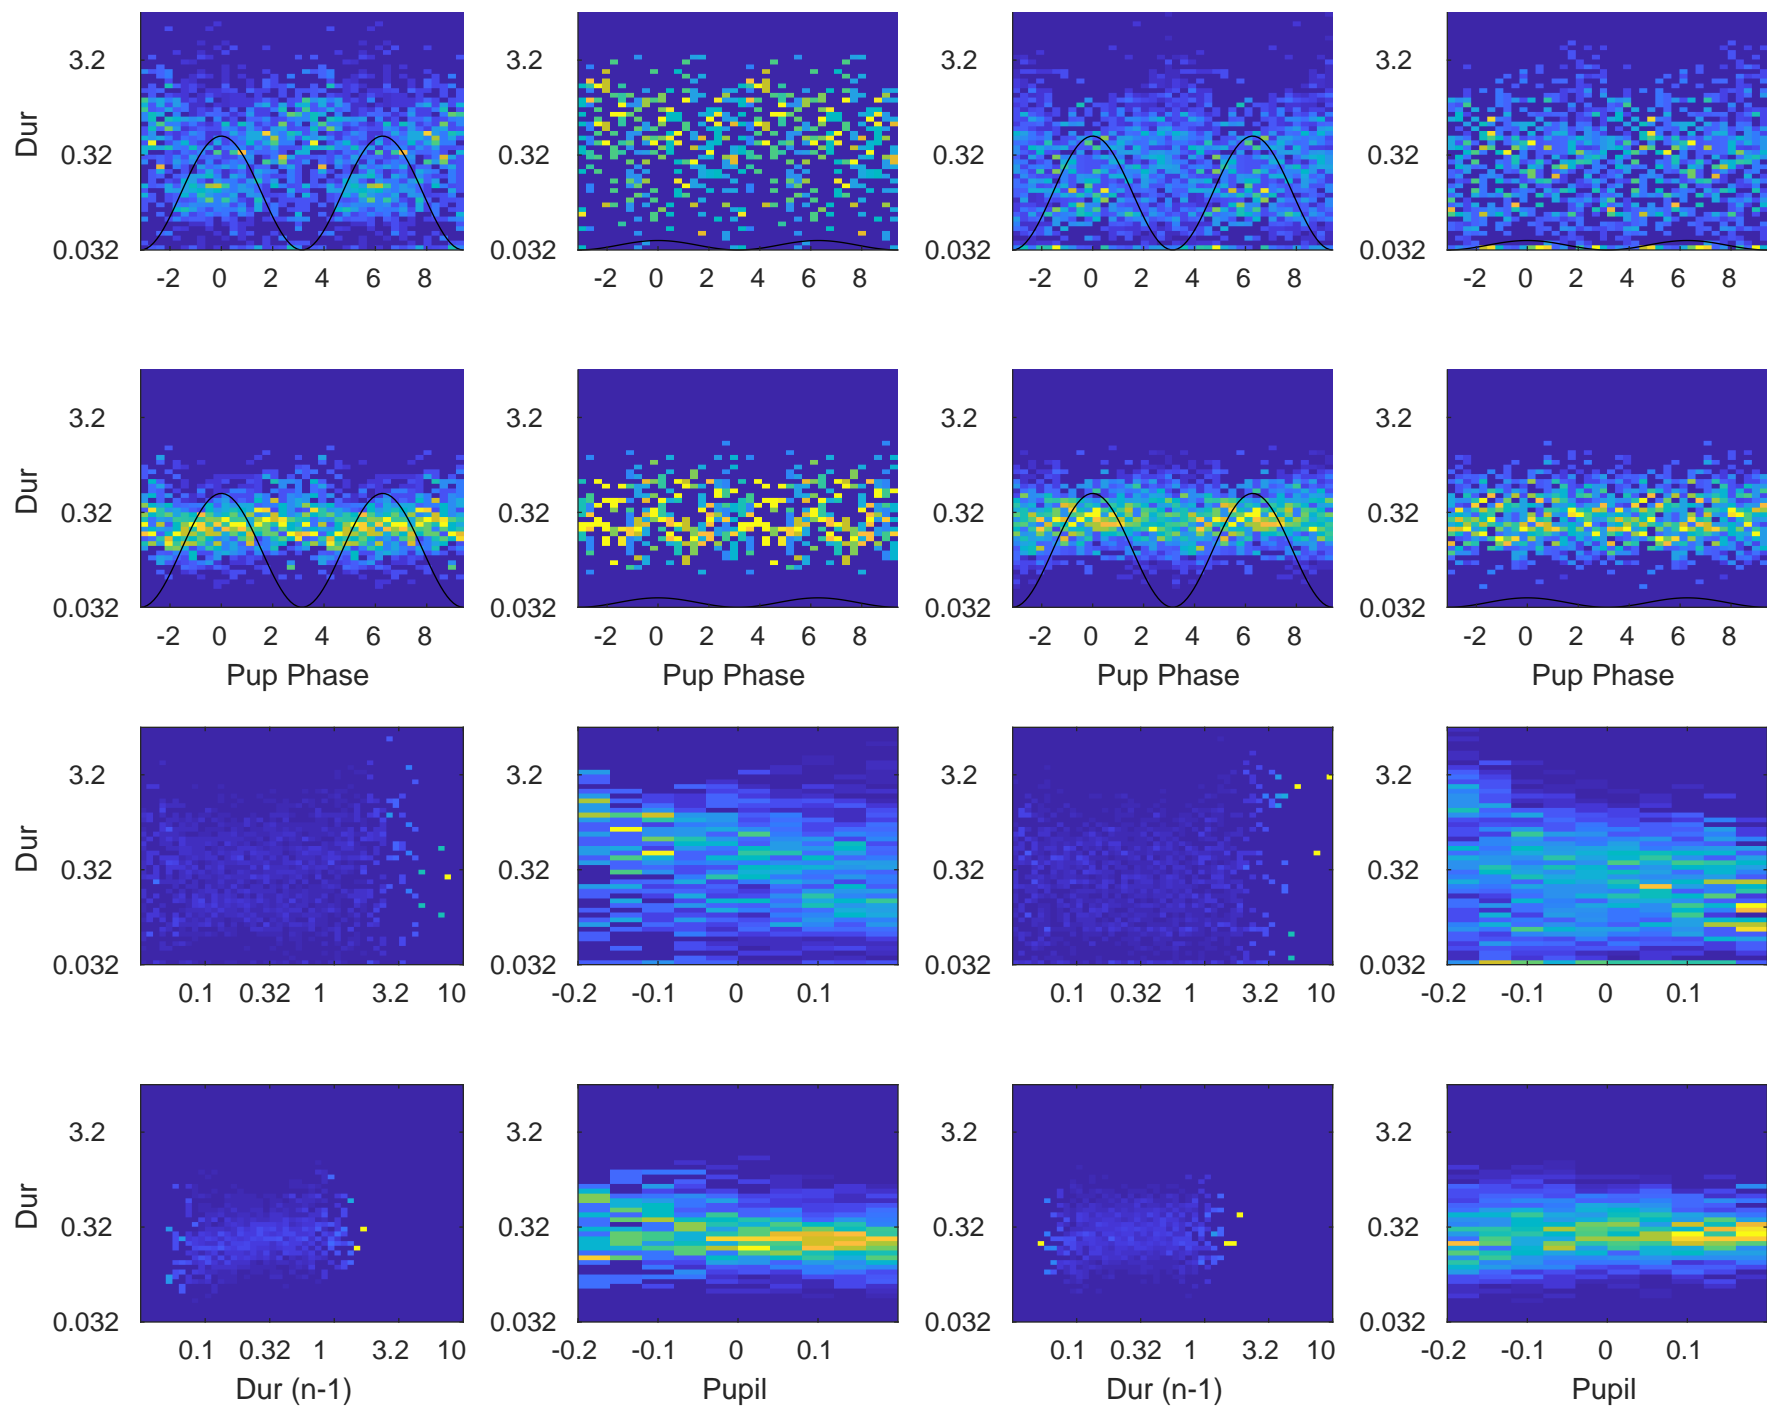 3.2 3.2 3.2 3.2
Dur
0.32 0.32 0.32 0.32
0.032 0.032 0.032 0.032
-2 0 2 4 6 8 -2 0 2 4 6 8 -2 0 2 4 6 8 -2 0 2 4 6 8
3.2 3.2 3.2 3.2
Dur
0.32 0.32 0.32 0.32
0.032 0.032 0.032 0.032
-2 0 2 4 6 8 -2 0 2 4 6 8 -2 0 2 4 6 8 -2 0 2 4 6 8
Pup Phase Pup Phase Pup Phase Pup Phase
3.2 3.2 3.2 3.2
Dur
0.32 0.32 0.32 0.32
0.032 0.032 0.032 0.032
0.1 0.32 1 3.2 10 -0.2 -0.1 0 0.1 0.1 0.32 1 3.2 10 -0.2 -0.1 0 0.1
3.2 3.2 3.2 3.2
Dur
0.32 0.32 0.32 0.32
0.032 0.032 0.032 0.032
0.1 0.32 1 3.2 10 -0.2 -0.1 0 0.1 0.1 0.32 1 3.2 10 -0.2 -0.1 0 0.1
Dur (n-1) Pupil Dur (n-1) Pupil